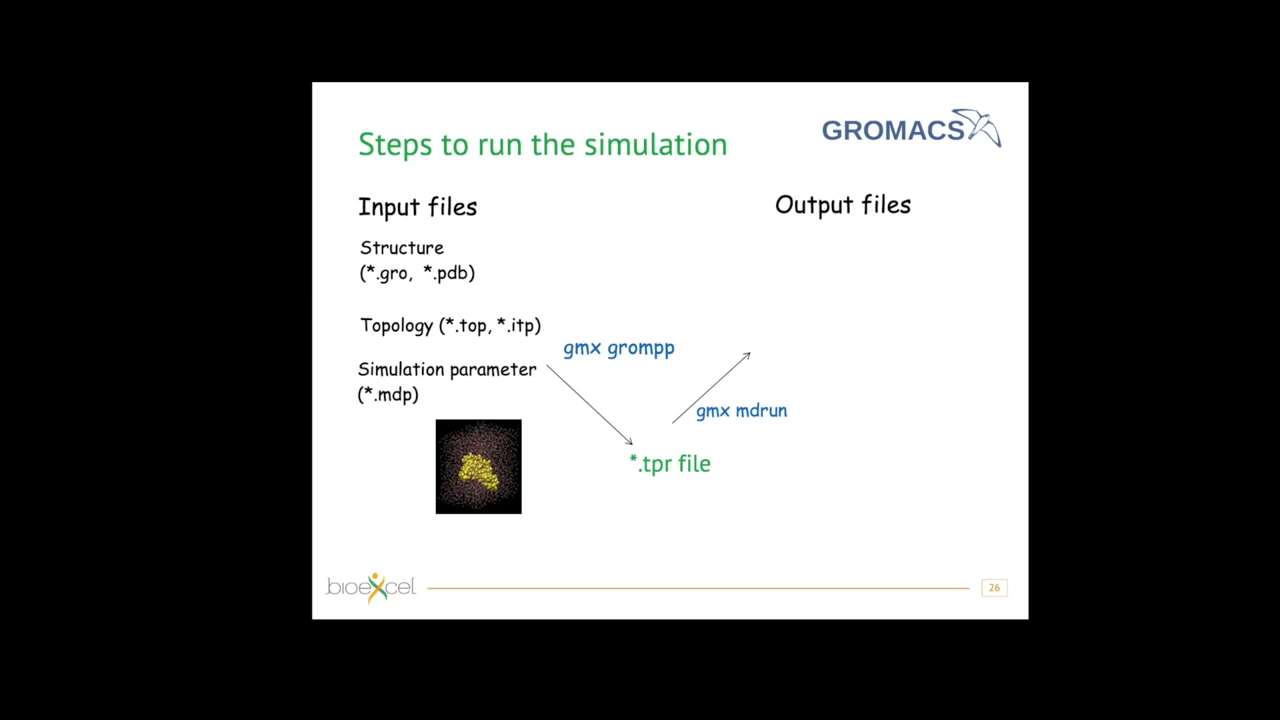 GROMACS
Steps to run the simulation
Input files
Output files
Structure
(*.gro, *.pdb)
Topology (*.top, *.itp)
gmx grompp
Simulation parameter
(*.mdp)
gmx mdrun
*.tpr file
bioexcel
26